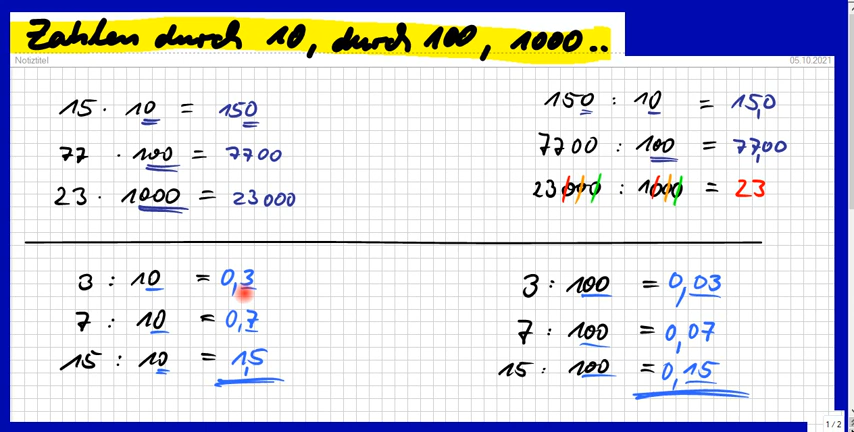 Zahlen durch 10, durch 100, 1000..
Notiztitel
05.10.2021
15 · 10 = 150
77 · 100 = 7700
23 · 1000 = 23000
150 : 10 = 15,0
7700 : 100 = 77,00
23000 : 1000 = 23
3 : 10 = 0,3
7 : 10 = 0,7
15 : 10 = 1,5
3 : 100 = 0,03
7 : 100 = 0,07
15 : 100 = 0,15
1 / 2